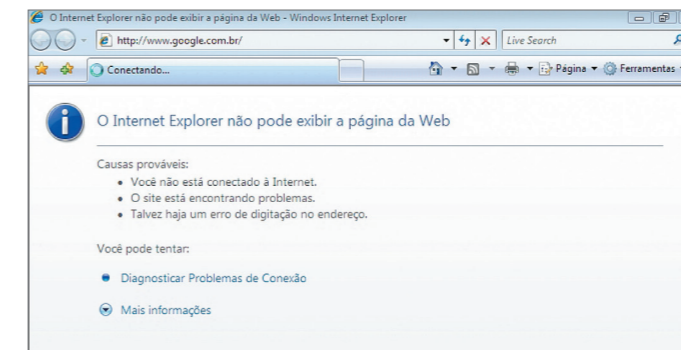 O Internet Explorer não pode exibir a página da Web - Windows Internet Explorer
http://www.google.com.br/
Live Search
Conectando...
Página
Ferramentas
O Internet Explorer não pode exibir a página da Web
Causas prováveis:
• Você não está conectado à Internet.
• O site está encontrando problemas.
• Talvez haja um erro de digitação no endereço.
Você pode tentar:
Diagnosticar Problemas de Conexão
Mais informações